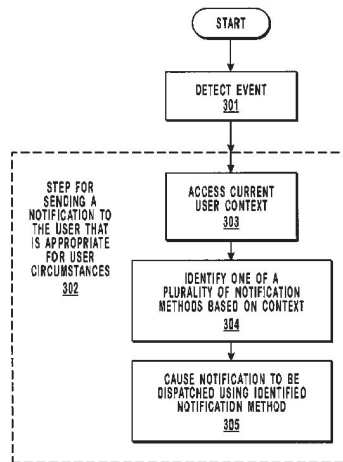 START
DETECT EVENT
301
STEP FOR
SENDING A
NOTIFICATION TO
THE USER THAT
IS APPROPRIATE
FOR USER
CIRCUMSTANCES
302
ACCESS CURRENT
USER CONTEXT
303
IDENTIFY ONE OF A
PLURALITY OF NOTIFICATION
METHODS BASED ON CONTEXT
304
CAUSE NOTIFICATION TO BE
DISPATCHED USING IDENTIFIED
NOTIFICATION METHOD
305